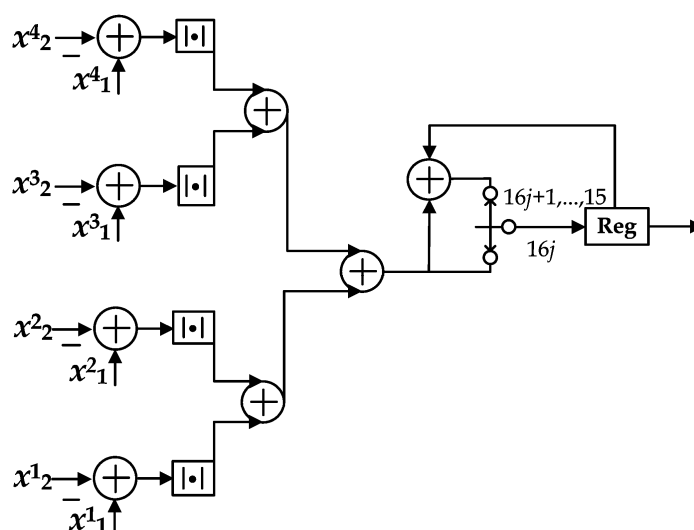 x⁴₂
−
|•|
x⁴₁
x³₂
−
|•|
x³₁
16j+1,...,15
Reg
16j
x²₂
−
|•|
x²₁
x¹₂
−
|•|
x¹₁